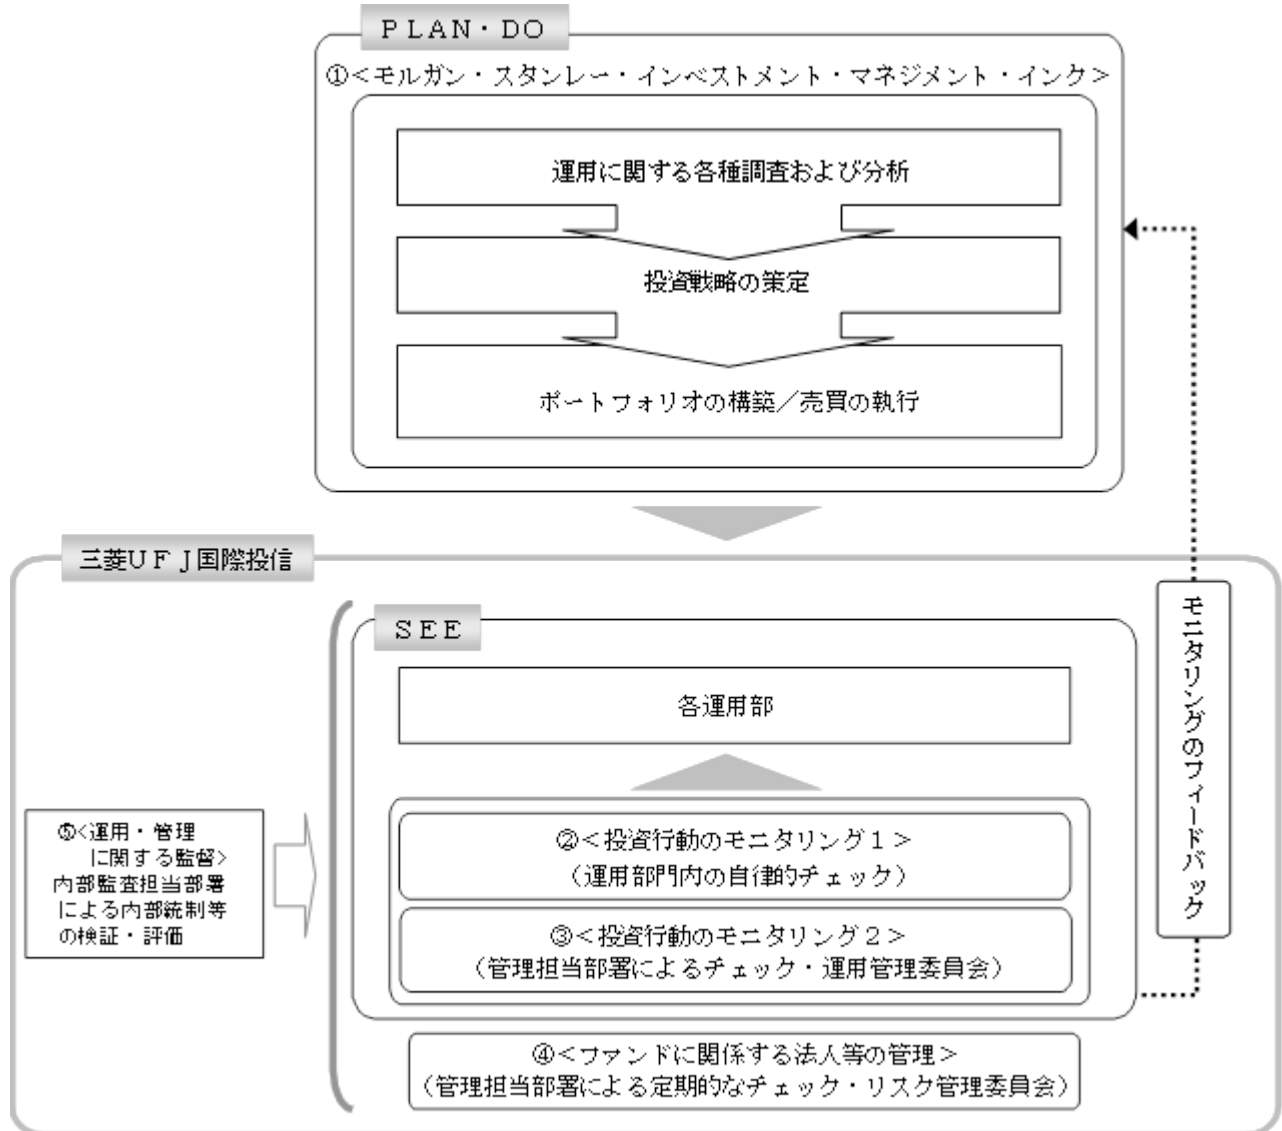 ＰＬＡＮ・ＤＯ
①＜モルガン・スタンレー・インベストメント・マネジメント・インク＞
運用に関する各種調査および分析
投資戦略の策定
ポートフォリオの構築／売買の執行
三菱ＵＦＪ国際投信
ＳＥＥ
各運用部
②＜投資行動のモニタリング１＞
（運用部門内の自律的チェック）
③＜投資行動のモニタリング２＞
（管理担当部署によるチェック・運用管理委員会）
④＜ファンドに関係する法人等の管理＞
（管理担当部署による定期的なチェック・リスク管理委員会）
⑤<運用・管理
に関する監督>
内部監査担当部署
による内部統制等
の検証・評価
モニタリングのフィードバック